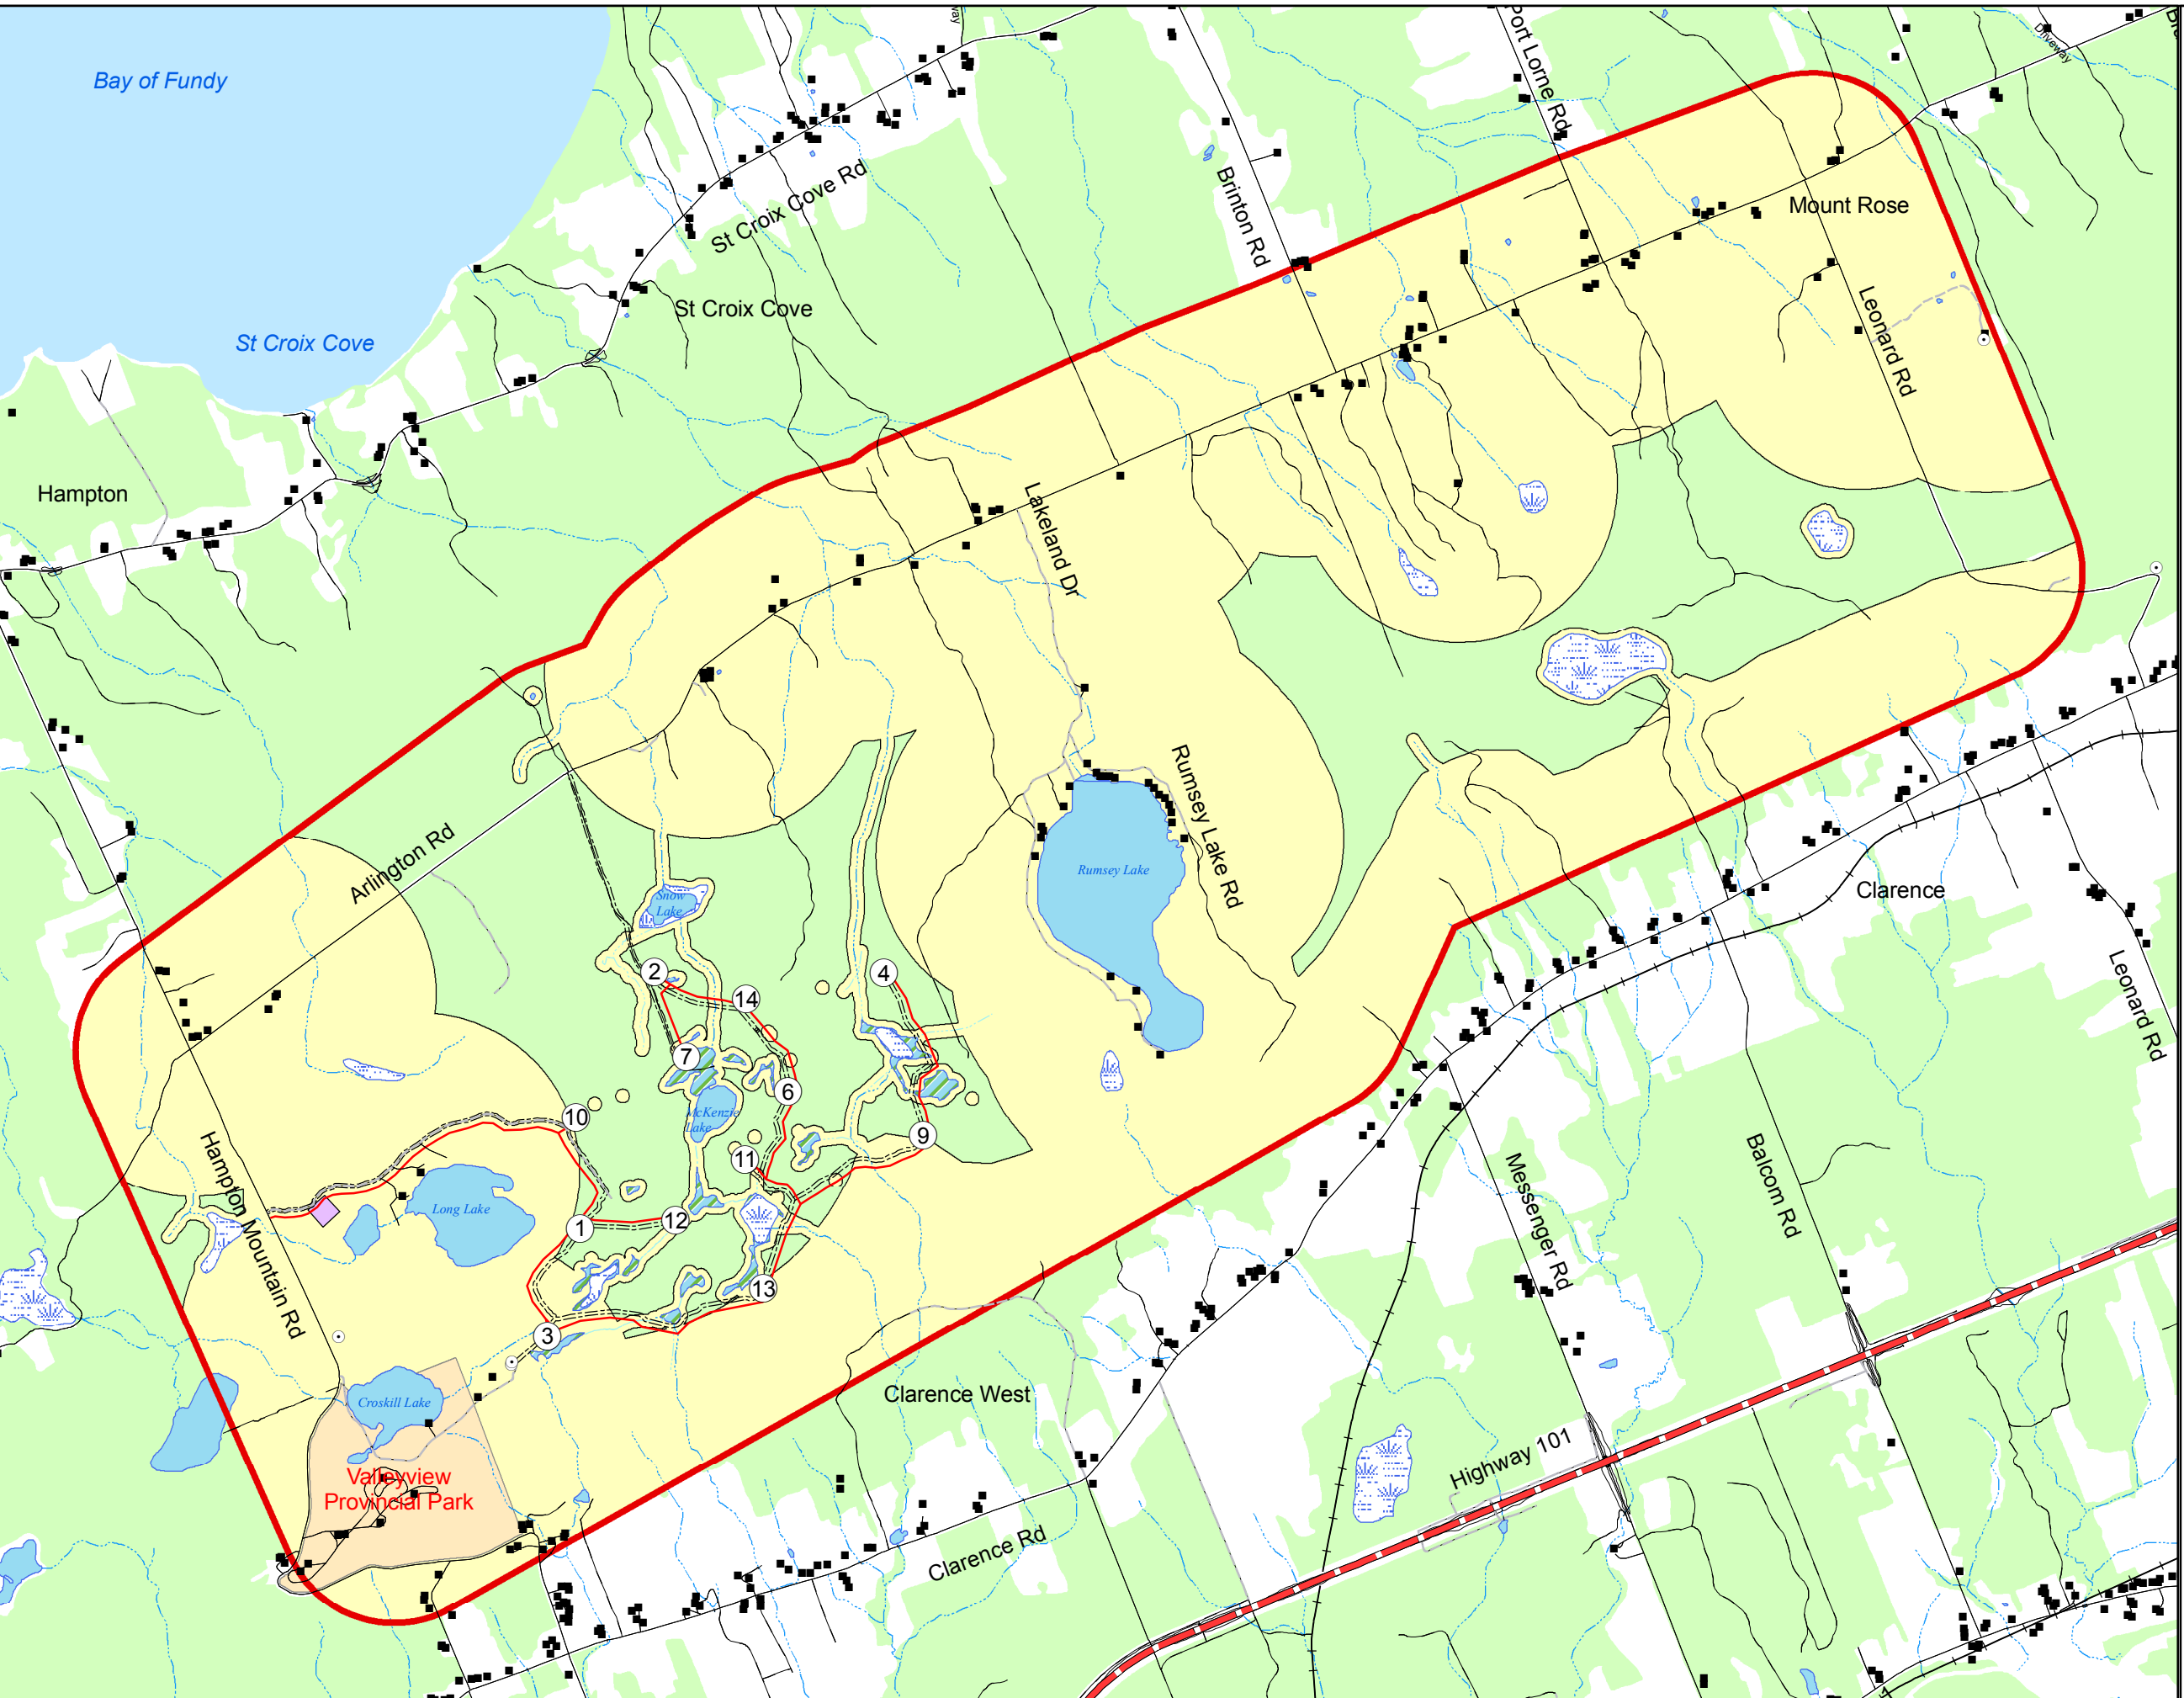 Bay of Fundy
way
Port Lorne Rd
Driveway
St Croix Cove Rd
Brinton Rd
Mount Rose
St Croix Cove
St Croix Cove
Leonard Rd
Hampton
Lakeland Dr
Rumsey Lake Rd
Arlington Rd
Rumsey Lake
Snow
Lake
Clarence
2
4
14
7
6
McKenzie
Lake
10
9
11
Leonard Rd
Hampton Mountain Rd
Long Lake
1
12
Messenger Rd
Balcom Rd
13
3
Croskill Lake
Clarence West
Valleyview
Provincial Park
Highway 101
Clarence Rd